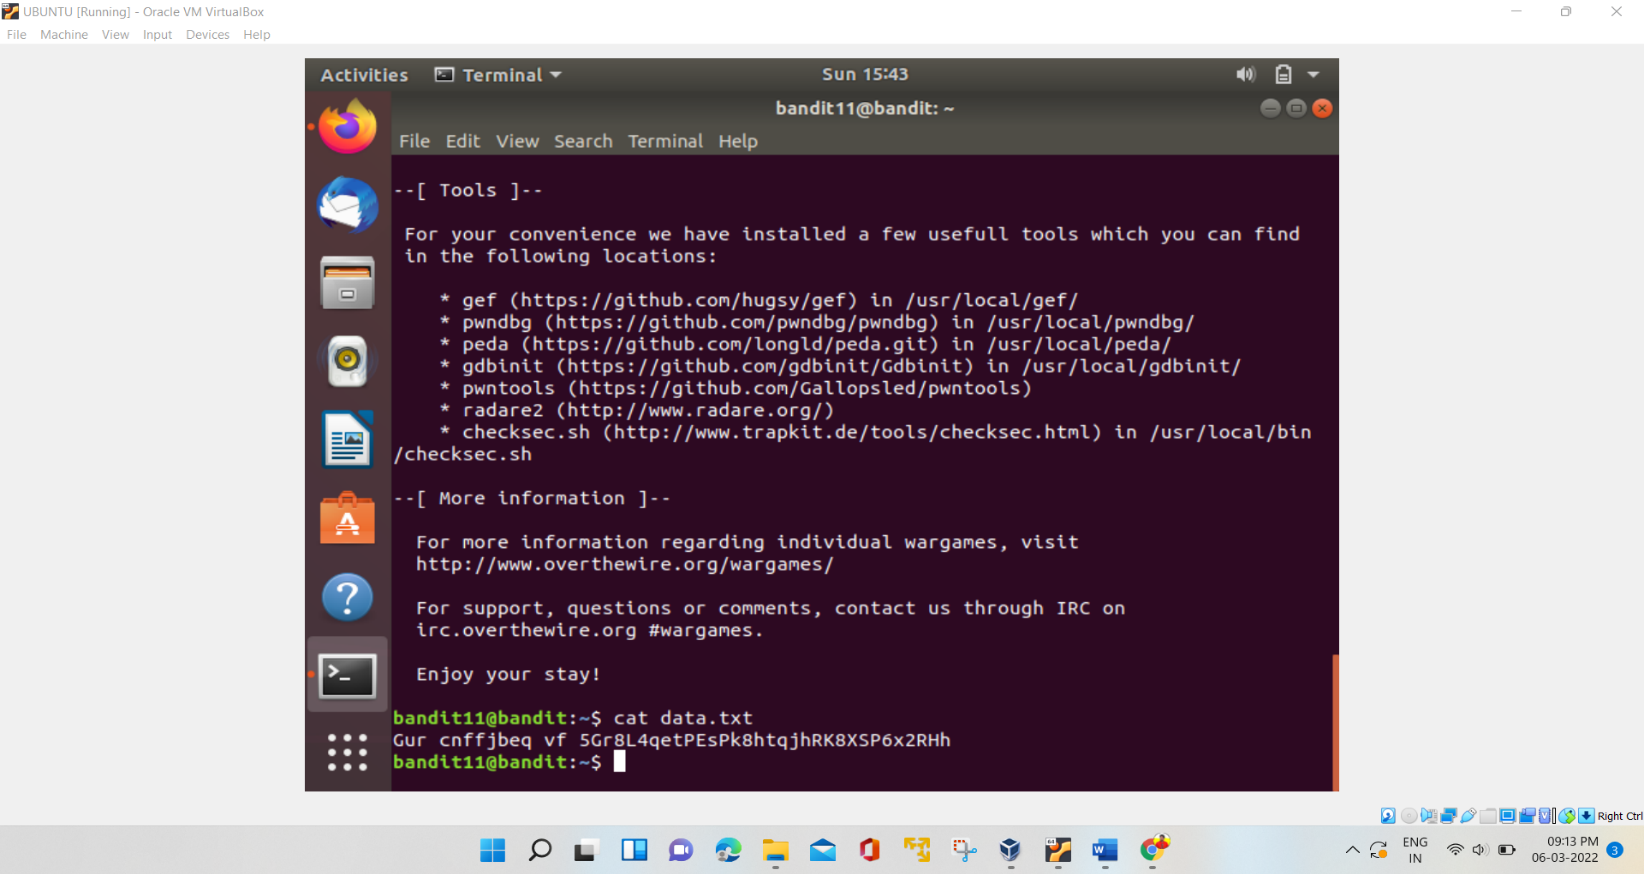 UBUNTU [Running] - Oracle VM VirtualBox
File Machine View Input Devices Help
Activities Terminal Sun 15:43
bandit11@bandit: ~
File Edit View Search Terminal Help
--[ Tools ]--
For your convenience we have installed a few usefull tools which you can find
in the following locations:
* gef (https://github.com/hugsy/gef) in /usr/local/gef/
* pwndbg (https://github.com/pwndbg/pwndbg) in /usr/local/pwndbg/
* peda (https://github.com/longld/peda.git) in /usr/local/peda/
* gdbinit (https://github.com/gdbinit/Gdbinit) in /usr/local/gdbinit/
* pwntools (https://github.com/Gallopsled/pwntools)
* radare2 (http://www.radare.org/)
* checksec.sh (http://www.trapkit.de/tools/checksec.html) in /usr/local/bin
/checksec.sh
--[ More information ]--
For more information regarding individual wargames, visit
http://www.overthewire.org/wargames/
For support, questions or comments, contact us through IRC on
irc.overthewire.org #wargames.
Enjoy your stay!
bandit11@bandit:~$ cat data.txt
Gur cnffjbeq vf 5Gr8L4qetPEsPk8htqjhRK8XSP6x2RHh
bandit11@bandit:~$
Right Ctrl
ENG
IN
09:13 PM
06-03-2022
3